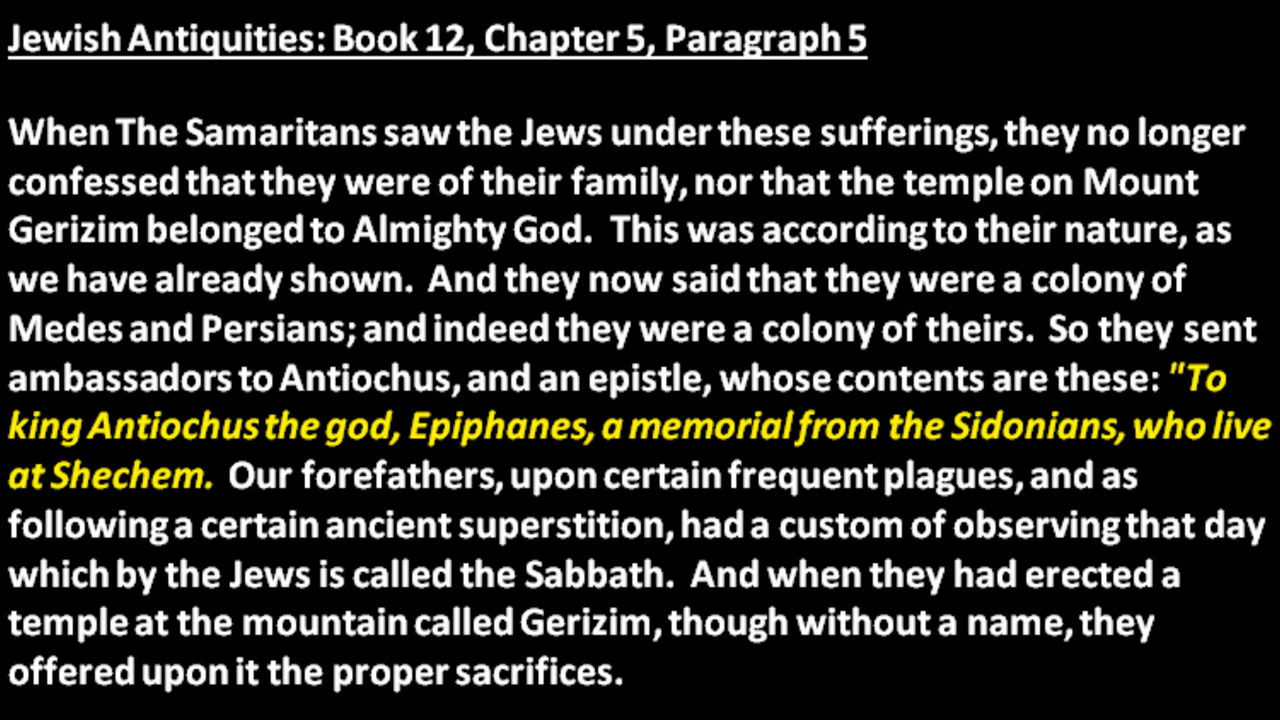 Jewish Antiquities: Book 12, Chapter 5, Paragraph 5
When The Samaritans saw the Jews under these sufferings, they no longer
confessed that they were of their family, nor that the temple on Mount
Gerizim belonged to Almighty God.  This was according to their nature, as
we have already shown.  And they now said that they were a colony of
Medes and Persians; and indeed they were a colony of theirs.  So they sent
ambassadors to Antiochus, and an epistle, whose contents are these: "To
king Antiochus the god, Epiphanes, a memorial from the Sidonians, who live
at Shechem.  Our forefathers, upon certain frequent plagues, and as
following a certain ancient superstition, had a custom of observing that day
which by the Jews is called the Sabbath.  And when they had erected a
temple at the mountain called Gerizim, though without a name, they
offered upon it the proper sacrifices.